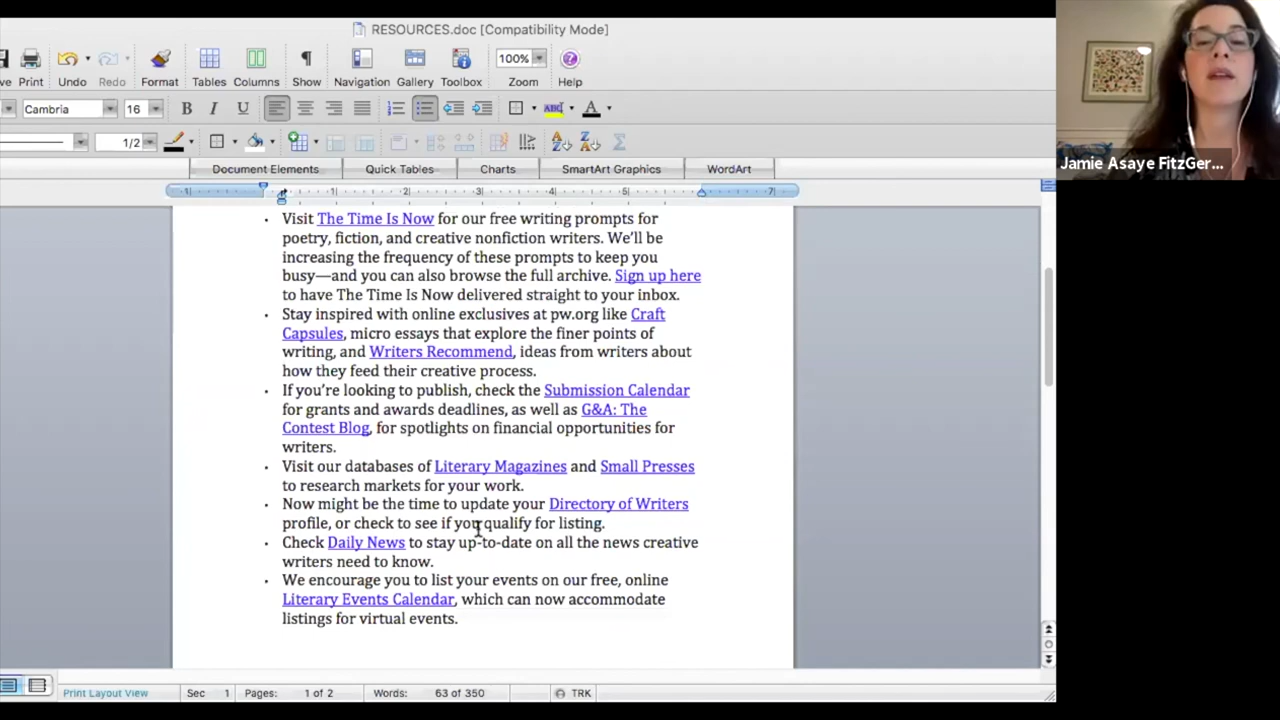 RESOURCES.doc [Compatibility Mode]
Print Undo Redo Format Tables Columns Show Navigation Gallery Toolbox 100% Zoom Help
Cambria 16 B I U ABC A
1/2
Document Elements Quick Tables Charts SmartArt Graphics WordArt
1 1 2 3 4 5 7
Visit The Time Is Now for our free writing prompts for
poetry, fiction, and creative nonfiction writers. We’ll be
increasing the frequency of these prompts to keep you
busy—and you can also browse the full archive. Sign up here
to have The Time Is Now delivered straight to your inbox.
Stay inspired with online exclusives at pw.org like Craft
Capsules, micro essays that explore the finer points of
writing, and Writers Recommend, ideas from writers about
how they feed their creative process.
If you’re looking to publish, check the Submission Calendar
for grants and awards deadlines, as well as G&A: The
Contest Blog, for spotlights on financial opportunities for
writers.
Visit our databases of Literary Magazines and Small Presses
to research markets for your work.
Now might be the time to update your Directory of Writers
profile, or check to see if you qualify for listing.
Check Daily News to stay up-to-date on all the news creative
writers need to know.
We encourage you to list your events on our free, online
Literary Events Calendar, which can now accommodate
listings for virtual events.
Print Layout View Sec 1 Pages: 1 of 2 Words: 63 of 350 TRK
Jamie Asaye FitzGer...